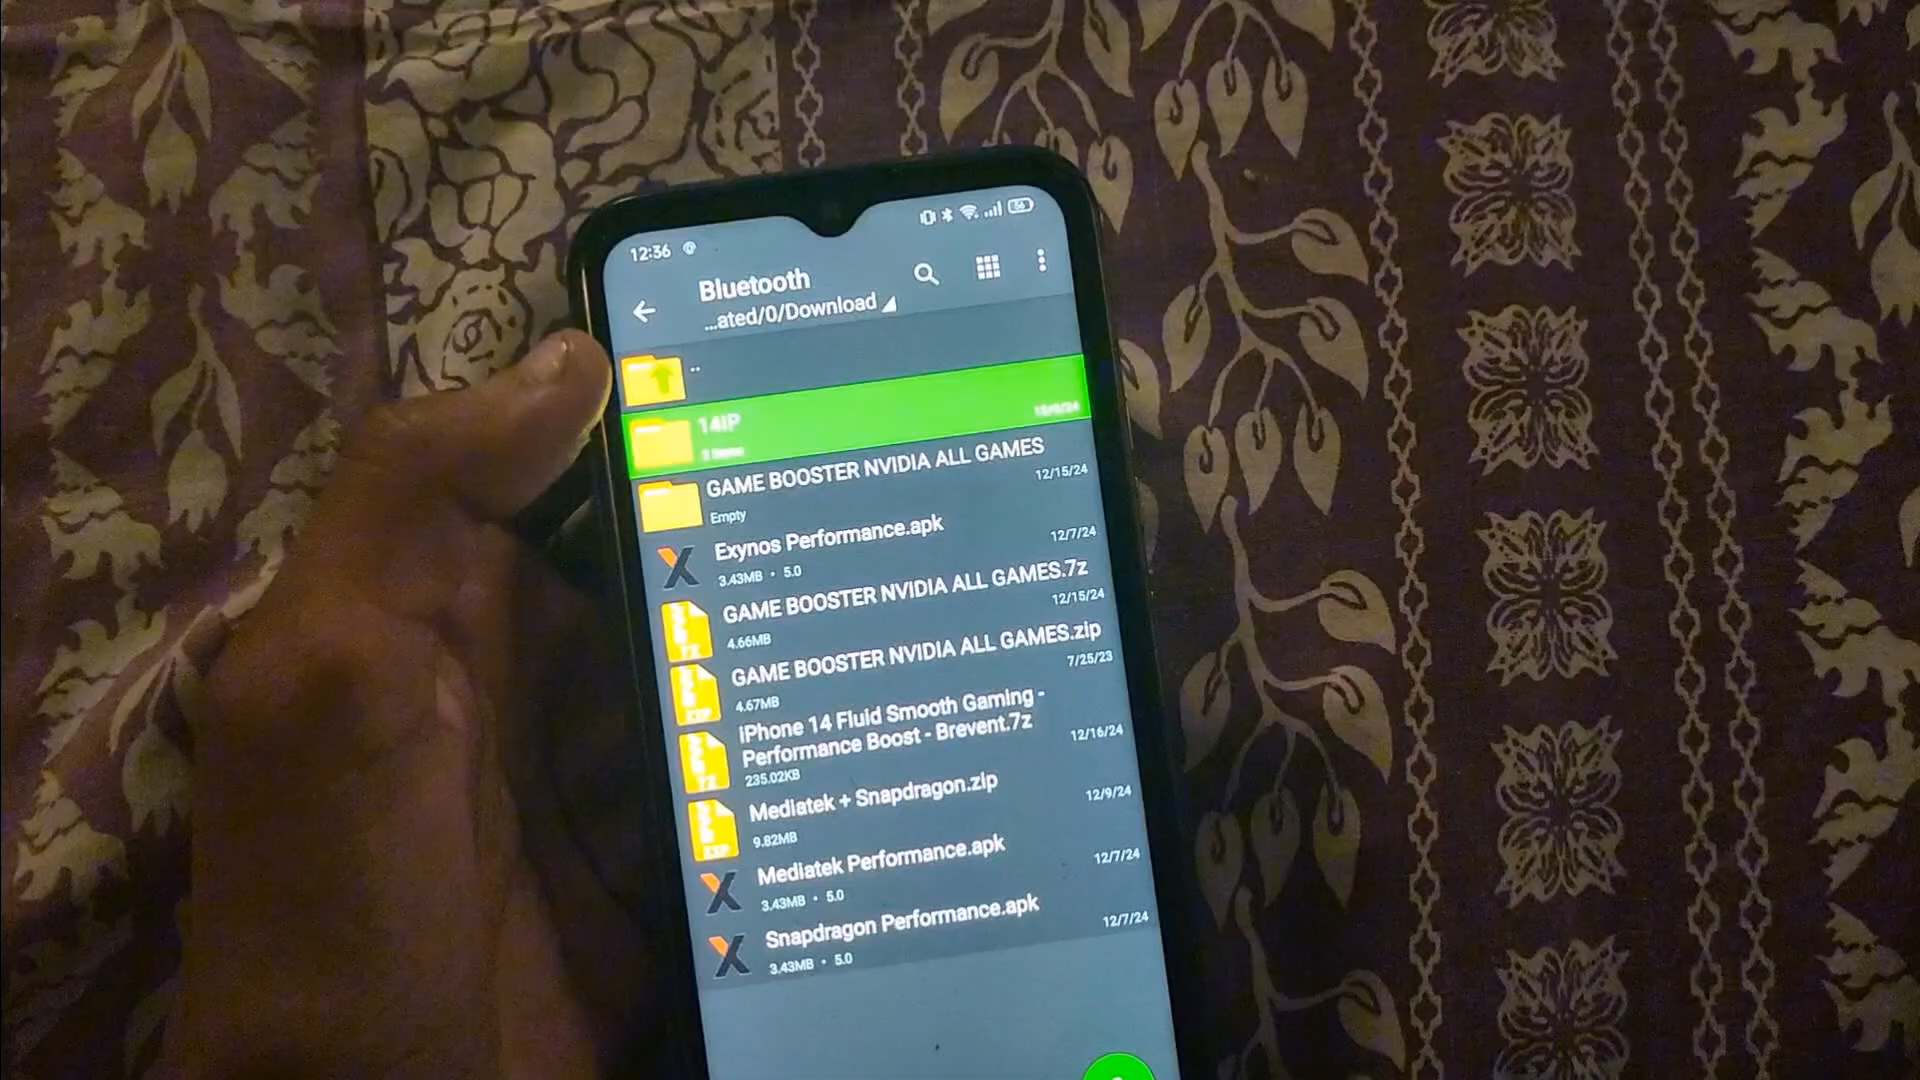 12:36
56
Bluetooth
...ated/0/Download
..
14IP
GAME BOOSTER NVIDIA ALL GAMES
Empty
12/15/24
Exynos Performance.apk
3.43MB • 5.0
12/7/24
GAME BOOSTER NVIDIA ALL GAMES.7z
4.66MB
12/15/24
GAME BOOSTER NVIDIA ALL GAMES.zip
4.67MB
7/25/23
iPhone 14 Fluid Smooth Gaming -
Performance Boost - Brevent.7z
235.02KB
12/16/24
Mediatek + Snapdragon.zip
9.82MB
12/9/24
Mediatek Performance.apk
3.43MB • 5.0
12/7/24
Snapdragon Performance.apk
3.43MB • 5.0
12/7/24